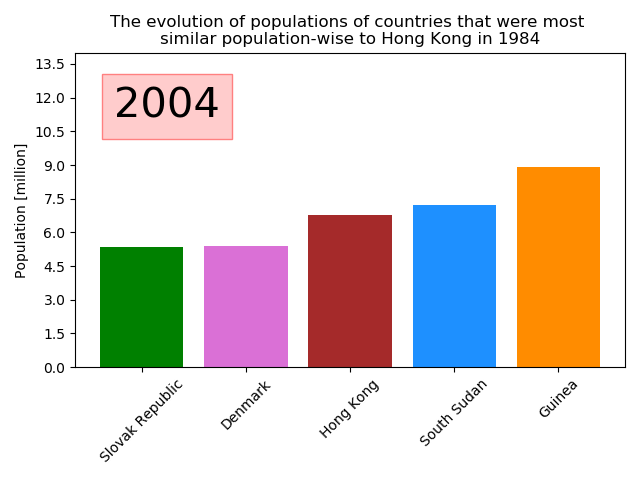 The evolution of populations of countries that were most
similar population-wise to Hong Kong in 1984
2004
Population [million]
13.5
12.0
10.5
9.0
7.5
6.0
4.5
3.0
1.5
0.0
Slovak Republic
Denmark
Hong Kong
South Sudan
Guinea